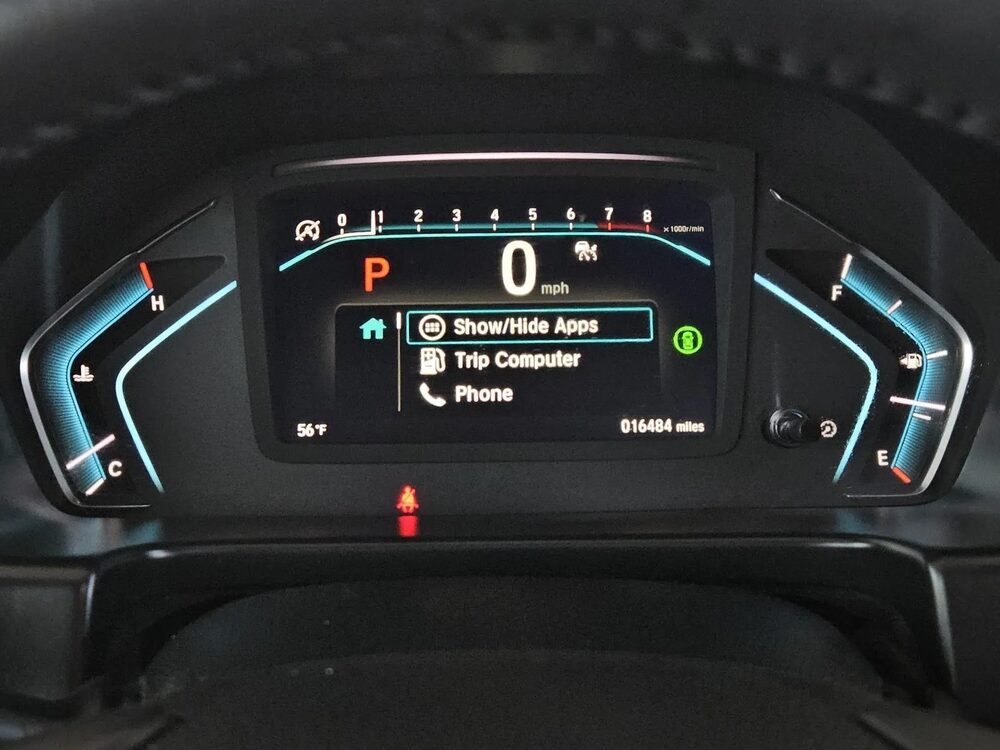 0 1 2 3 4 5 6 7 8
x1000r/min
P 0 mph
H
F
Show/Hide Apps
Trip Computer
Phone
56°F
016484 miles
C
E